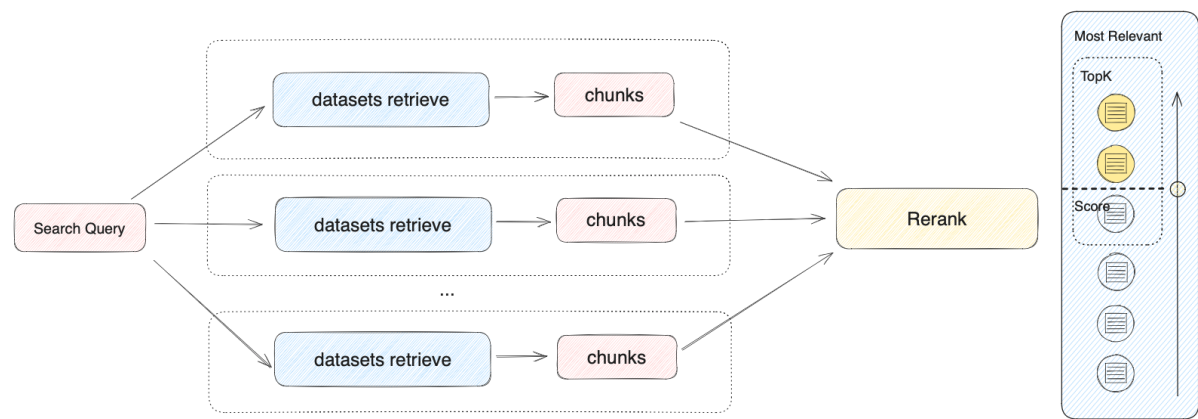 Search Query
datasets retrieve
chunks
datasets retrieve
chunks
...
datasets retrieve
chunks
Rerank
Most Relevant
TopK
Score